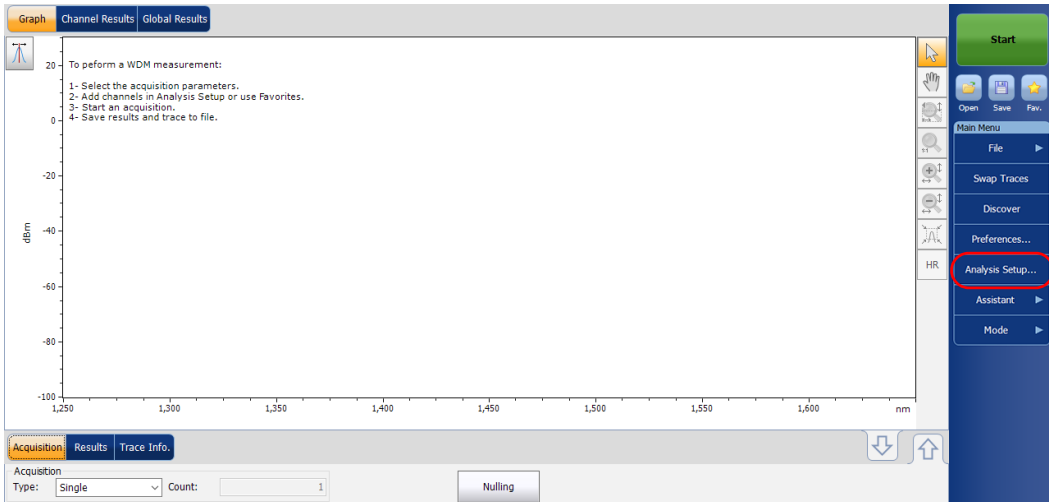 Graph Channel Results Global Results
Start
20
To peform a WDM measurement:
1- Select the acquisition parameters.
2- Add channels in Analysis Setup or use Favorites.
3- Start an acquisition.
4- Save results and trace to file.
0
-20
-40
-60
-80
-100
dBm
1,250 1,300 1,350 1,400 1,450 1,500 1,550 1,600 nm
HR
Open Save Fav.
Main Menu
File
Swap Traces
Discover
Preferences...
Analysis Setup...
Assistant
Mode
Acquisition Results Trace Info.
Acquisition
Type: Single Count: 1 Nulling